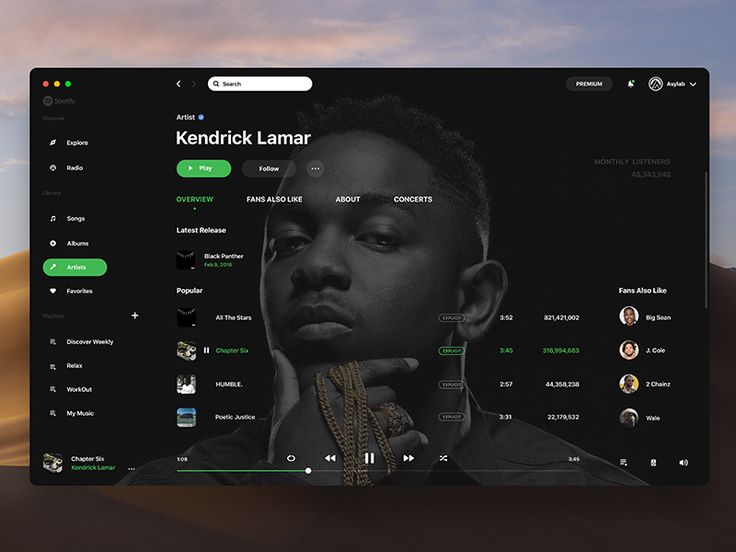 Search
PREMIUM
Asylab
Spotify
Discover
Explore
Radio
Library
Songs
Albums
Artists
Favorites
Playlists
Discover Weekly
Relax
WorkOut
My Music
Artist
Kendrick Lamar
Play
Follow
MONTHLY LISTENERS
48,343,948
OVERVIEW FANS ALSO LIKE ABOUT CONCERTS
Latest Release
Black Panther
Feb 9, 2018
Popular
All The Stars EXPLICIT 3:52 821,421,002
Chapter Six EXPLICIT 3:45 316,994,683
HUMBLE. EXPLICIT 2:57 44,358,238
Poetic Justice EXPLICIT 3:31 22,179,532
Fans Also Like
Big Sean
J. Cole
2 Chainz
Wale
Chapter Six
Kendrick Lamar
1:08
3:45